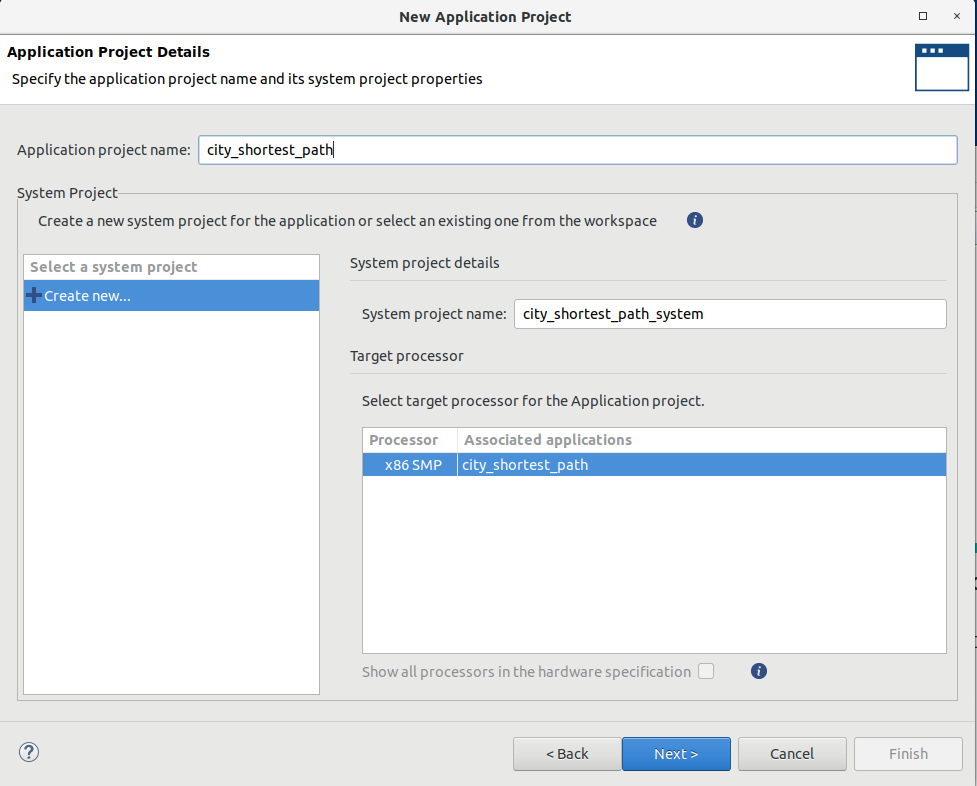 New Application Project
Application Project Details
Specify the application project name and its system project properties
Application project name: city_shortest_path
System Project
Create a new system project for the application or select an existing one from the workspace
Select a system project
Create new...
System project details
System project name: city_shortest_path_system
Target processor
Select target processor for the Application project.
Processor Associated applications
x86 SMP city_shortest_path
Show all processors in the hardware specification
< Back Next > Cancel Finish